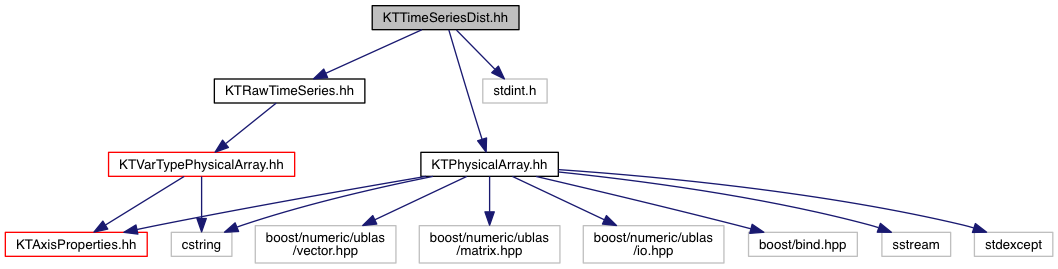 KTTimeSeriesDist.hh
KTRawTimeSeries.hh
stdint.h
KTVarTypePhysicalArray.hh
KTPhysicalArray.hh
KTAxisProperties.hh
cstring
boost/numeric/ublas
/vector.hpp
boost/numeric/ublas
/matrix.hpp
boost/numeric/ublas
/io.hpp
boost/bind.hpp
sstream
stdexcept